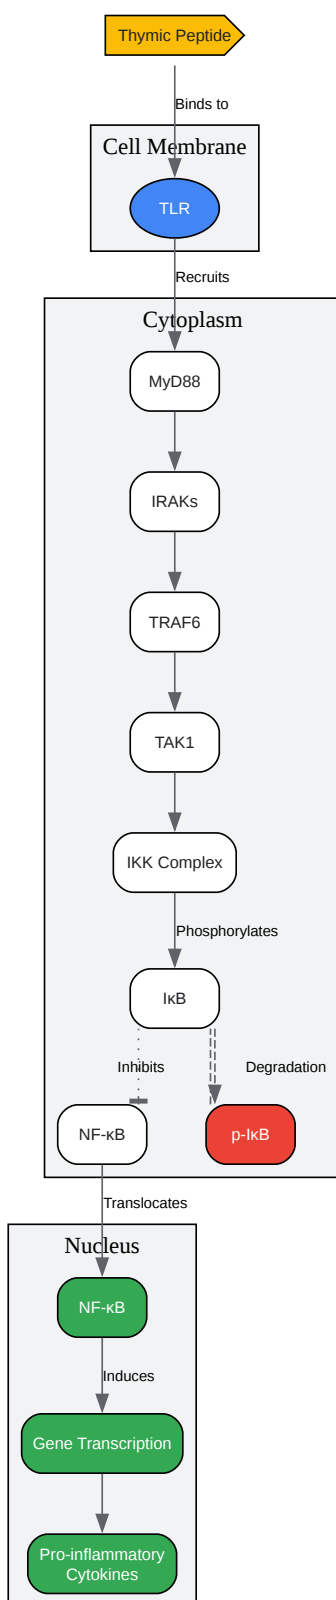 Thymic Peptide
Binds to
Cell Membrane
TLR
Recruits
Cytoplasm
MyD88
IRAKs
TRAF6
TAK1
IKK Complex
Phosphorylates
IκB
Inhibits
Degradation
NF-κB
p-IκB
Translocates
Nucleus
NF-κB
Induces
Gene Transcription
Pro-inflammatory
Cytokines